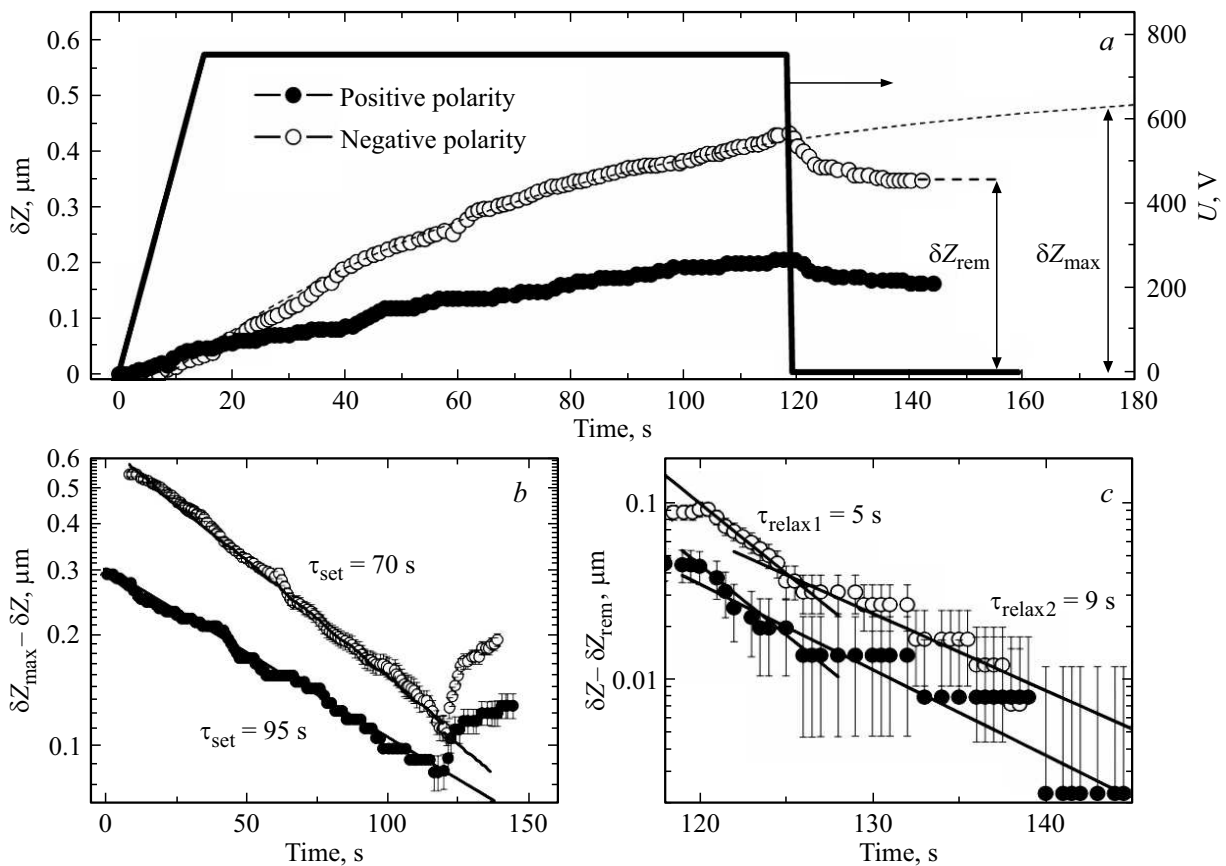 a
0.6
0.5
0.4
0.3
0.2
0.1
0
δZ, μm
800
600
400
200
0
U, V
Positive polarity
Negative polarity
δZrem
δZmax
0 20 40 60 80 100 120 140 160 180
Time, s
b
0.6
0.5
0.4
0.3
0.2
0.1
δZmax – δZ, μm
τset = 70 s
τset = 95 s
0 50 100 150
Time, s
c
0.1
0.01
δZ – δZrem, μm
τrelax1 = 5 s
τrelax2 = 9 s
120 130 140
Time, s